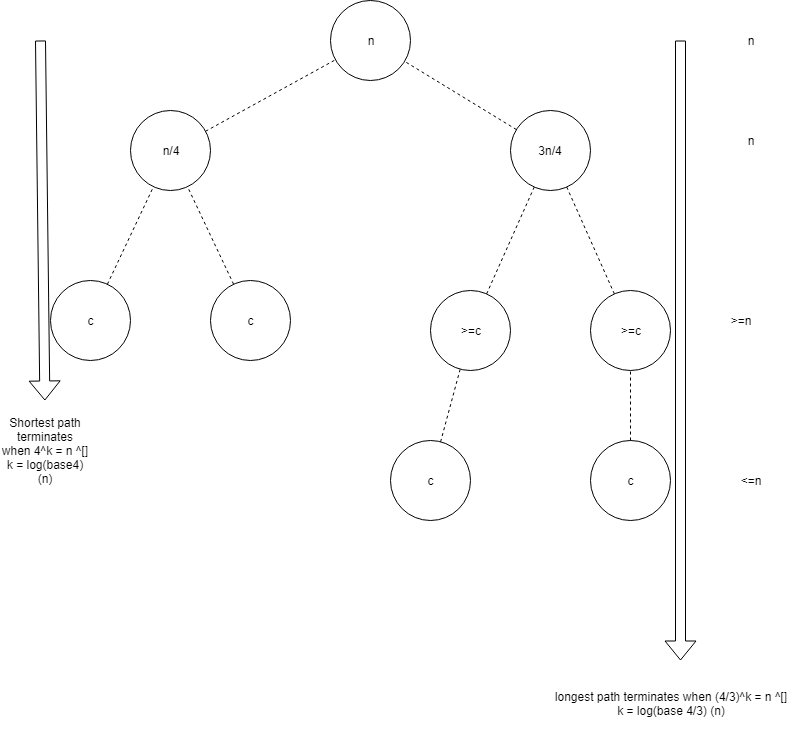 n
n
n/4
3n/4
n
c
c
>=c
>=c
>=n
Shortest path
terminates
when 4^k = n ^[]
k = log(base4)
(n)
c
c
<=n
longest path terminates when (4/3)^k = n ^[]
k = log(base 4/3) (n)